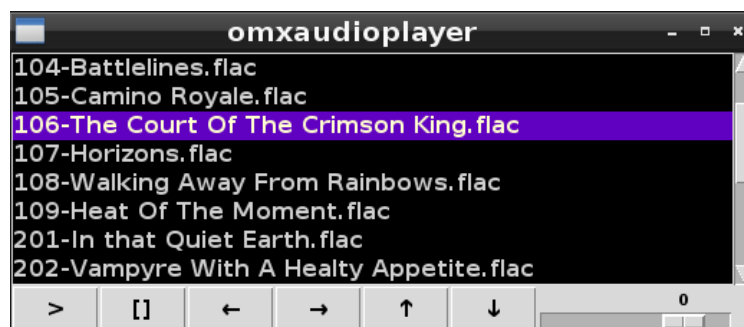 omxaudioplayer
104-Battlelines.flac
105-Camino Royale.flac
106-The Court Of The Crimson King.flac
107-Horizons.flac
108-Walking Away From Rainbows.flac
109-Heat Of The Moment.flac
201-In that Quiet Earth.flac
202-Vampyre With A Healty Appetite.flac
> [] ← → ↑ ↓ 0